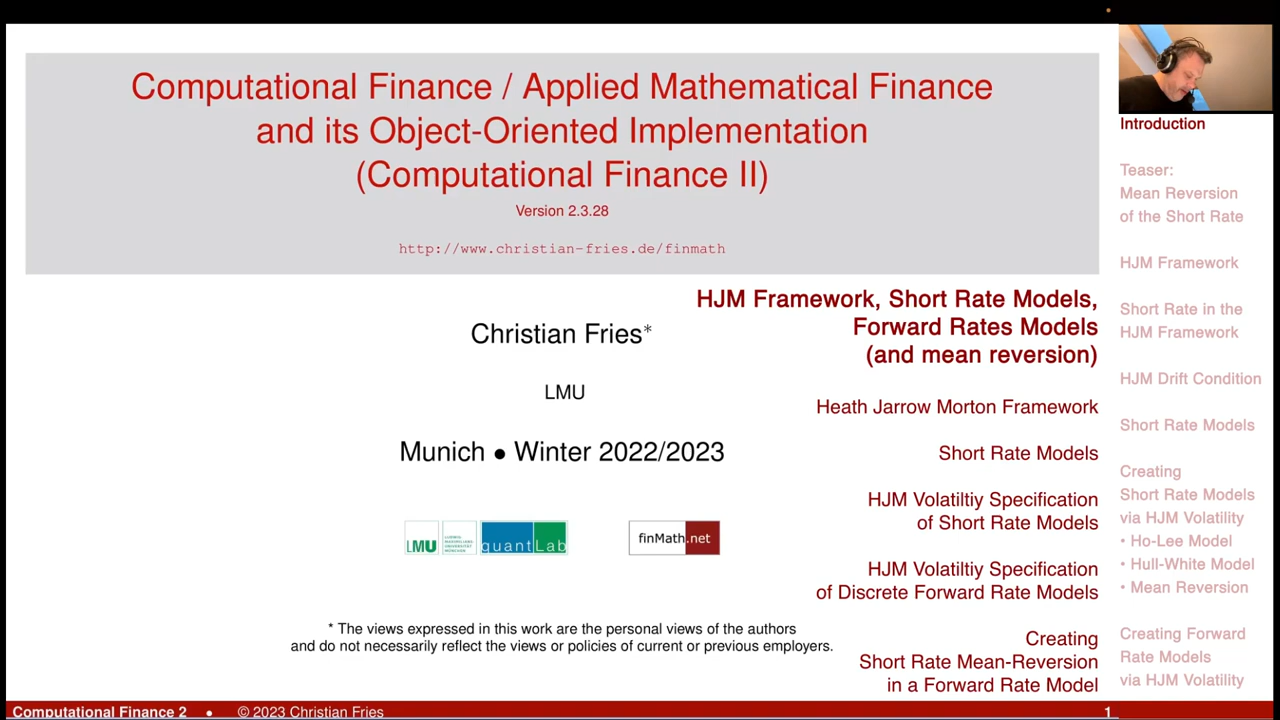 Computational Finance / Applied Mathematical Finance
and its Object-Oriented Implementation
(Computational Finance II)
Version 2.3.28
http://www.christian-fries.de/finmath
Christian Fries*
LMU
Munich ● Winter 2022/2023
LMU
quantLab
finMath.net
* The views expressed in this work are the personal views of the authors
and do not necessarily reflect the views or policies of current or previous employers.
HJM Framework, Short Rate Models,
Forward Rates Models
(and mean reversion)
Heath Jarrow Morton Framework
Short Rate Models
HJM Volatiltiy Specification
of Short Rate Models
HJM Volatiltiy Specification
of Discrete Forward Rate Models
Creating
Short Rate Mean-Reversion
in a Forward Rate Model
Introduction
Teaser:
Mean Reversion
of the Short Rate
HJM Framework
Short Rate in the
HJM Framework
HJM Drift Condition
Short Rate Models
Creating
Short Rate Models
via HJM Volatility
• Ho-Lee Model
• Hull-White Model
• Mean Reversion
Creating Forward
Rate Models
via HJM Volatility
Computational Finance 2 ● © 2023 Christian Fries 1